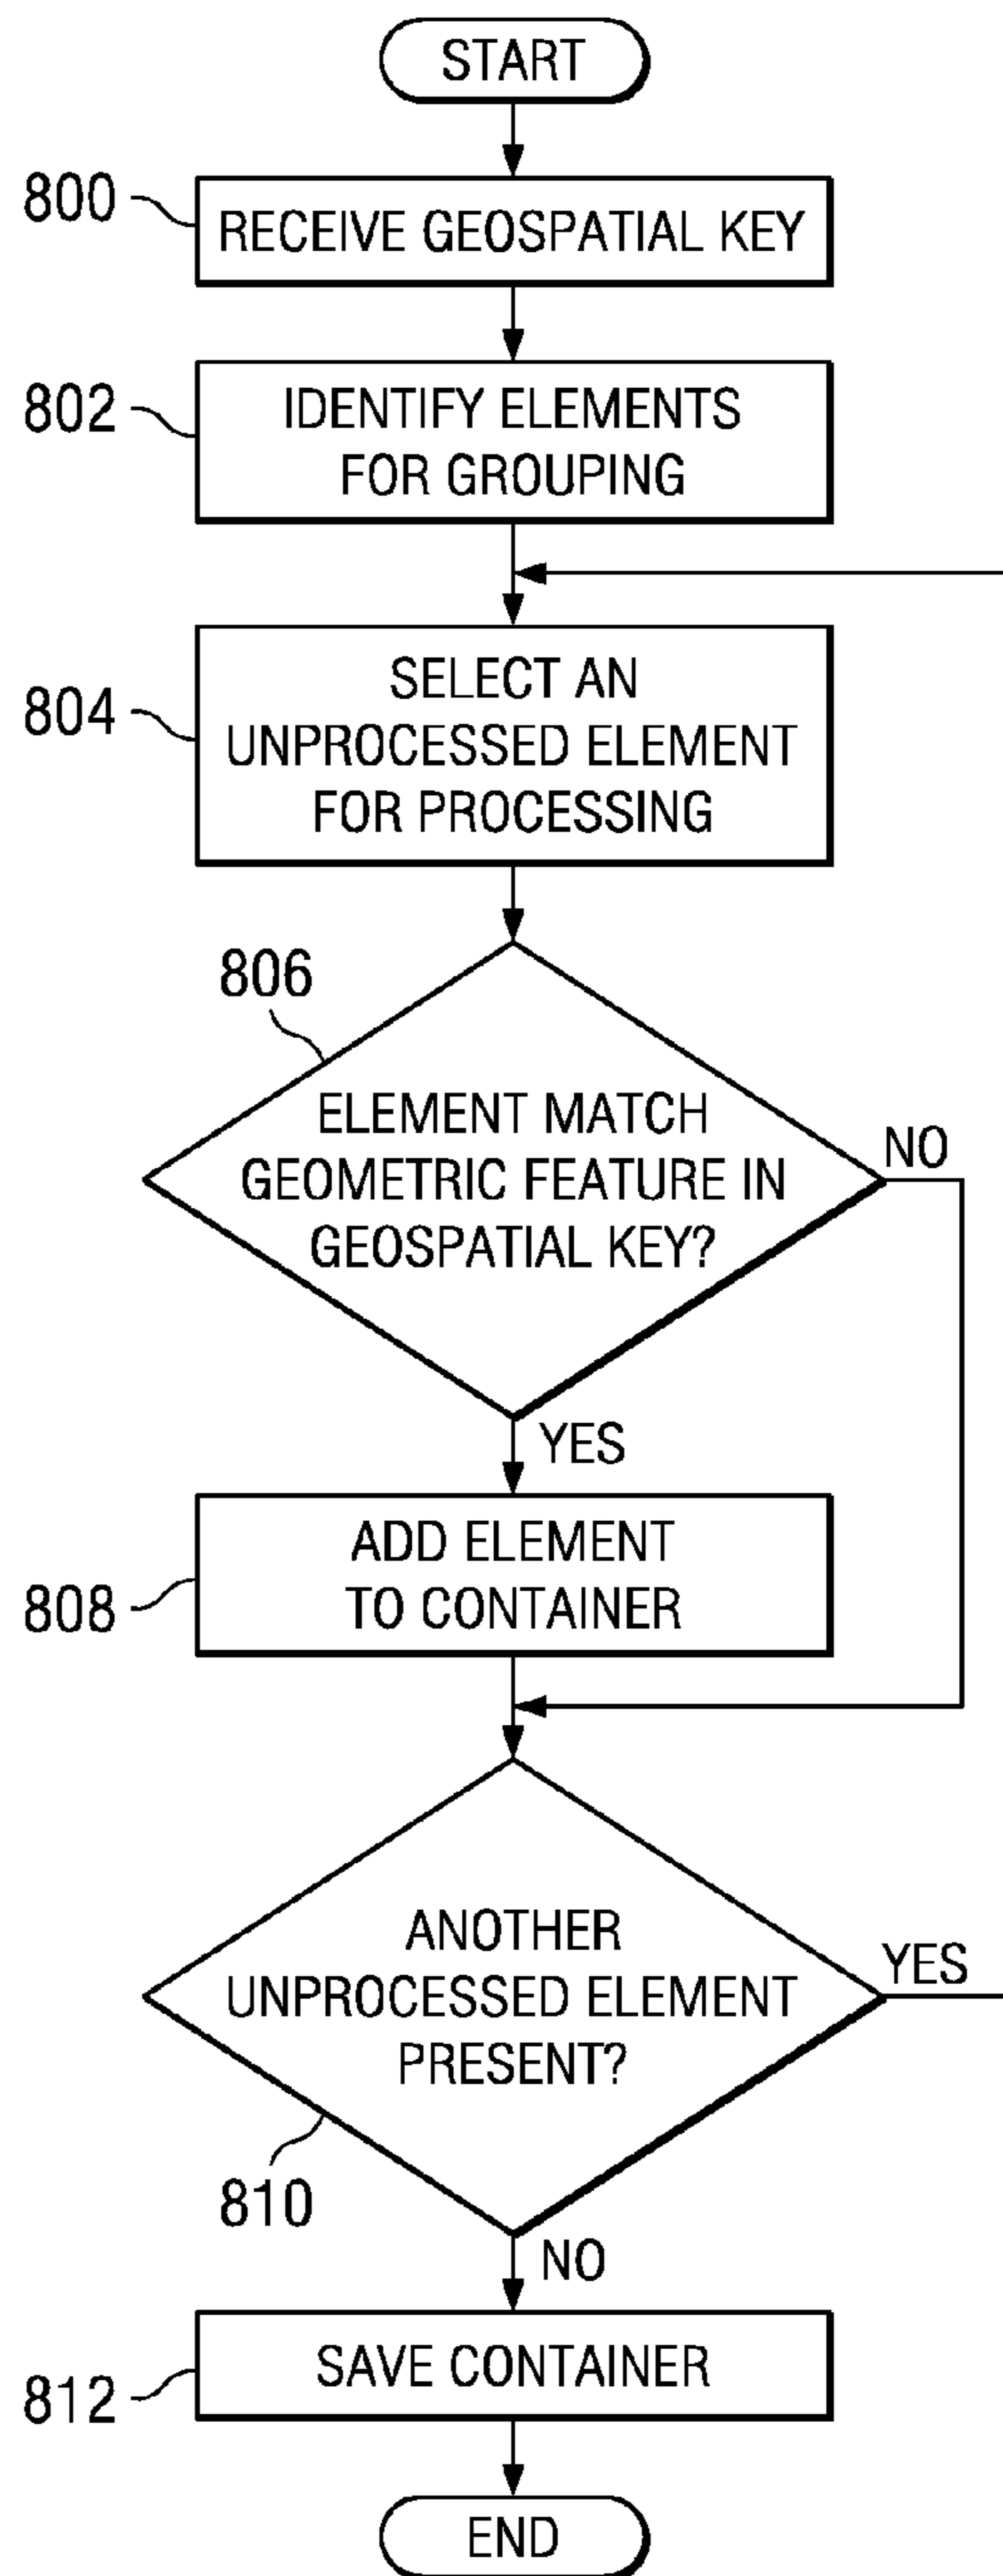 START
800
RECEIVE GEOSPATIAL KEY
802
IDENTIFY ELEMENTS
FOR GROUPING
804
SELECT AN
UNPROCESSED ELEMENT
FOR PROCESSING
806
ELEMENT MATCH
GEOMETRIC FEATURE IN
GEOSPATIAL KEY?
NO
YES
808
ADD ELEMENT
TO CONTAINER
ANOTHER
UNPROCESSED ELEMENT
PRESENT?
YES
810
NO
812
SAVE CONTAINER
END